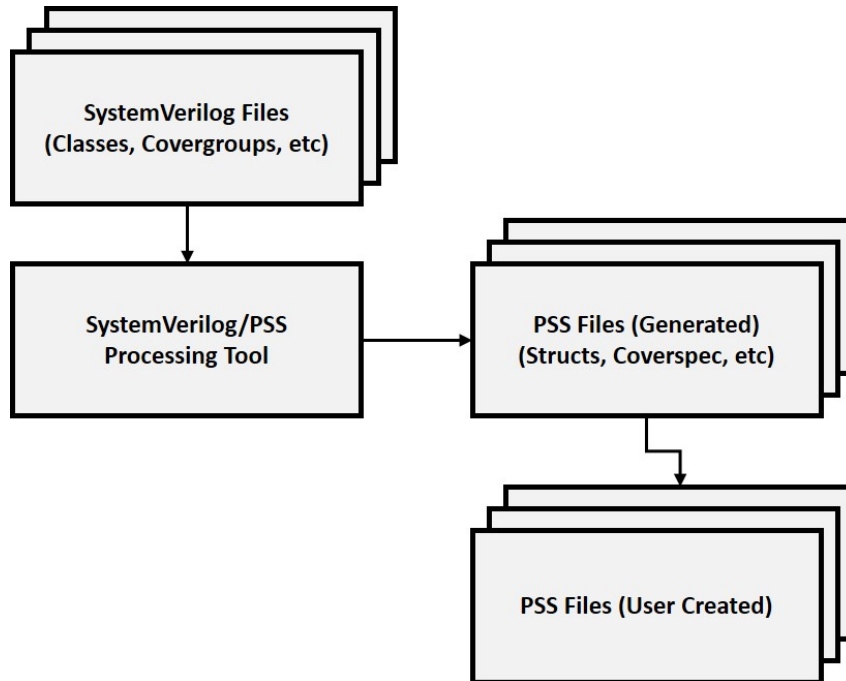 SystemVerilog Files
(Classes, Covergroups, etc)
SystemVerilog/PSS
Processing Tool
PSS Files (Generated)
(Structs, Coverspec, etc)
PSS Files (User Created)